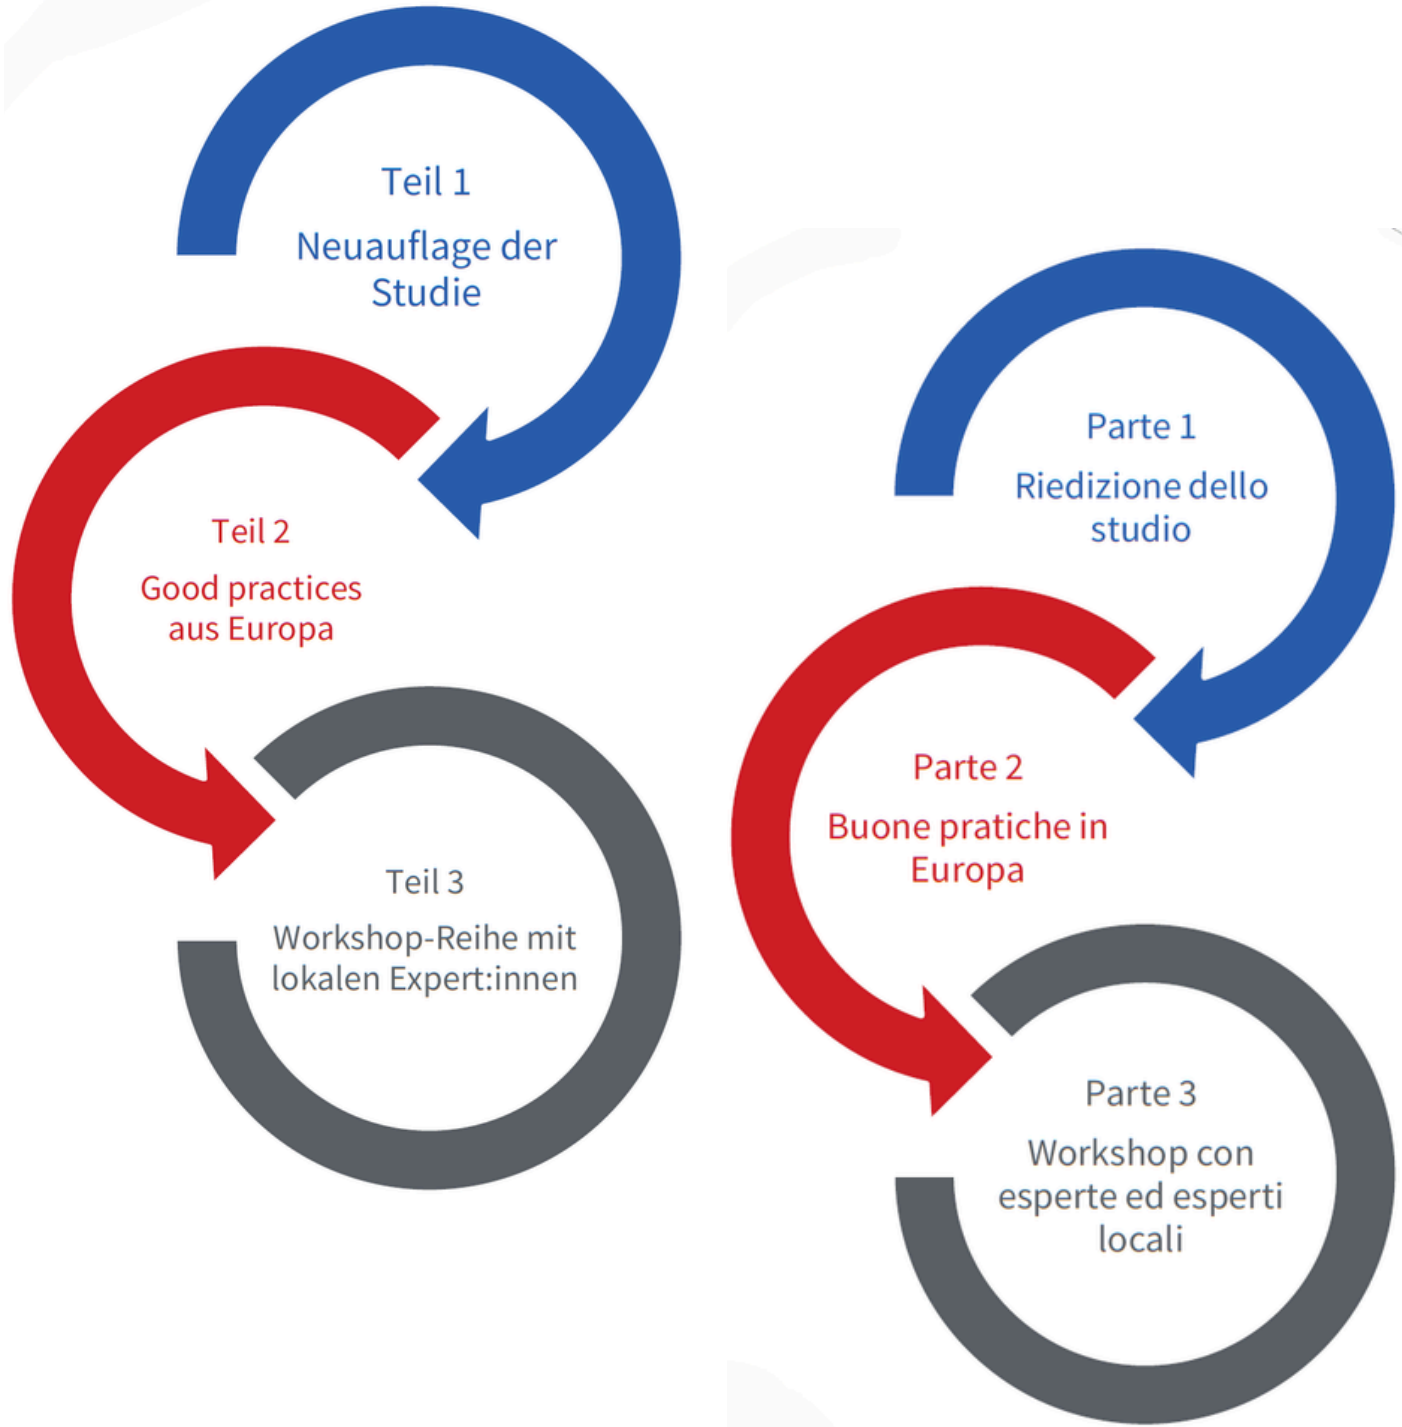 Teil 1
Neuauflage der
Studie
Teil 2
Good practices
aus Europa
Teil 3
Workshop-Reihe mit
lokalen Expert:innen
Parte 1
Riedizione dello
studio
Parte 2
Buone pratiche in
Europa
Parte 3
Workshop con
esperte ed esperti
locali